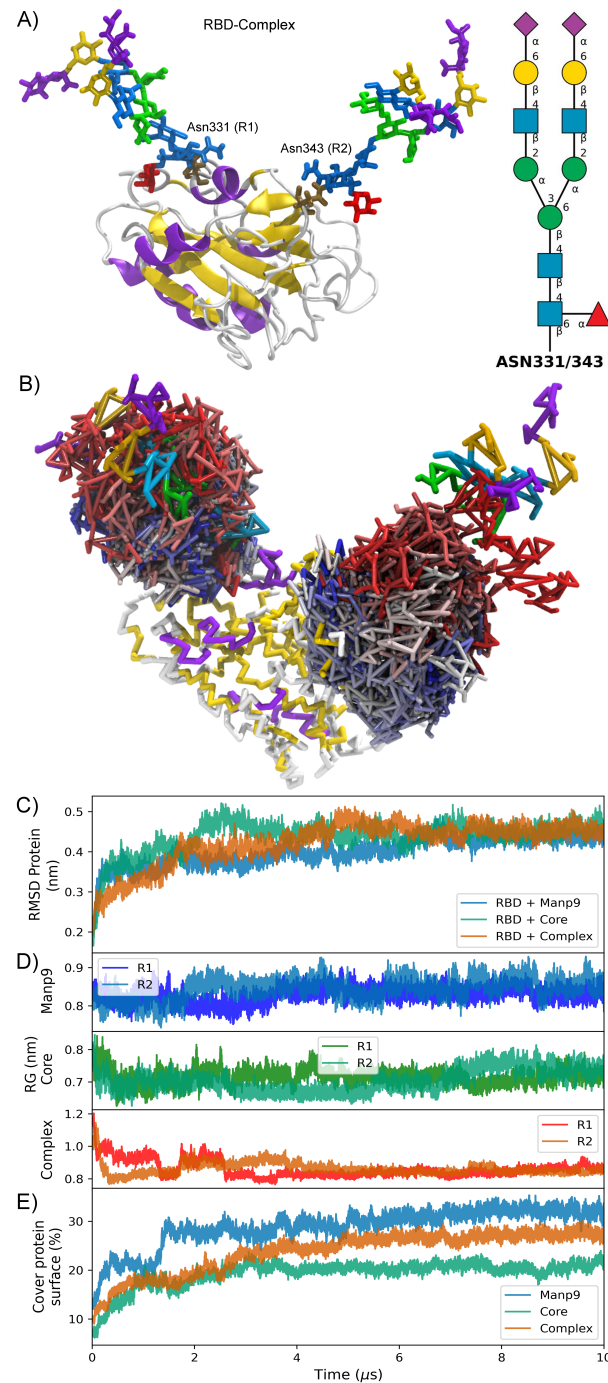 A)
RBD-Complex
Asn331 (R1)
Asn343 (R2)
α
6
α
6
β
4
β
4
β
2
β
2
α
α
3
6
β
4
β
4
β
6
α
ASN331/343
B)
C)
RMSD Protein
(nm)
0.5
0.4
0.3
0.2
RBD + Manp9
RBD + Core
RBD + Complex
D)
Manp9
0.9
0.8
R1
R2
RG (nm)
Core
0.8
0.7
R1
R2
Complex
1.2
1.0
0.8
R1
R2
E)
Cover protein
surface (%)
30
20
10
Manp9
Core
Complex
0
2
4
6
8
10
Time (μs)